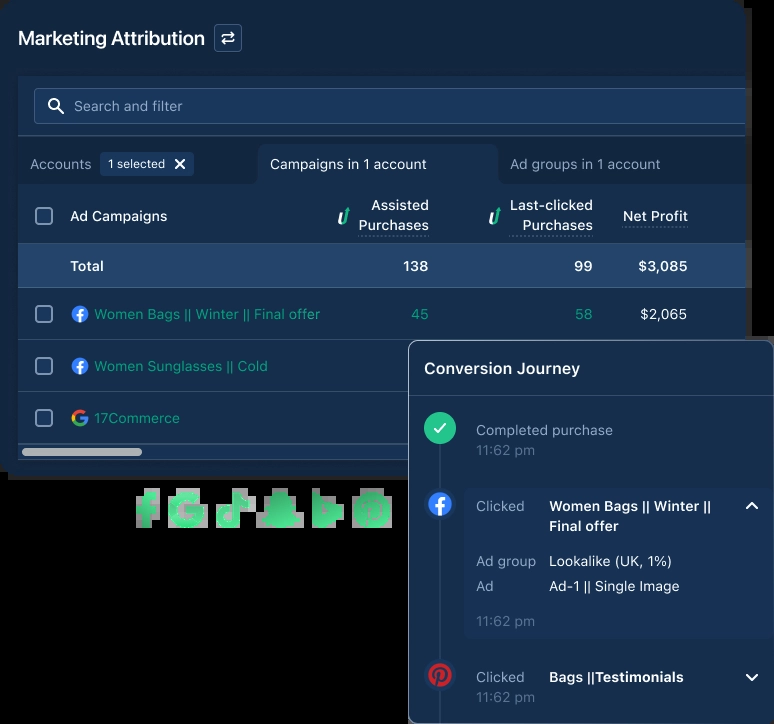 Marketing Attribution
Search and filter
Accounts 1 selected Campaigns in 1 account Ad groups in 1 account
Ad Campaigns Assisted Purchases Last-clicked Purchases Net Profit
Total 138 99 $3,085
Women Bags || Winter || Final offer 45 58 $2,065
Women Sunglasses || Cold
17Commerce
Conversion Journey
Completed purchase
11:62 pm
Clicked Women Bags || Winter ||
Final offer
Ad group Lookalike (UK, 1%)
Ad Ad-1 || Single Image
11:62 pm
Clicked Bags ||Testimonials
11:62 pm